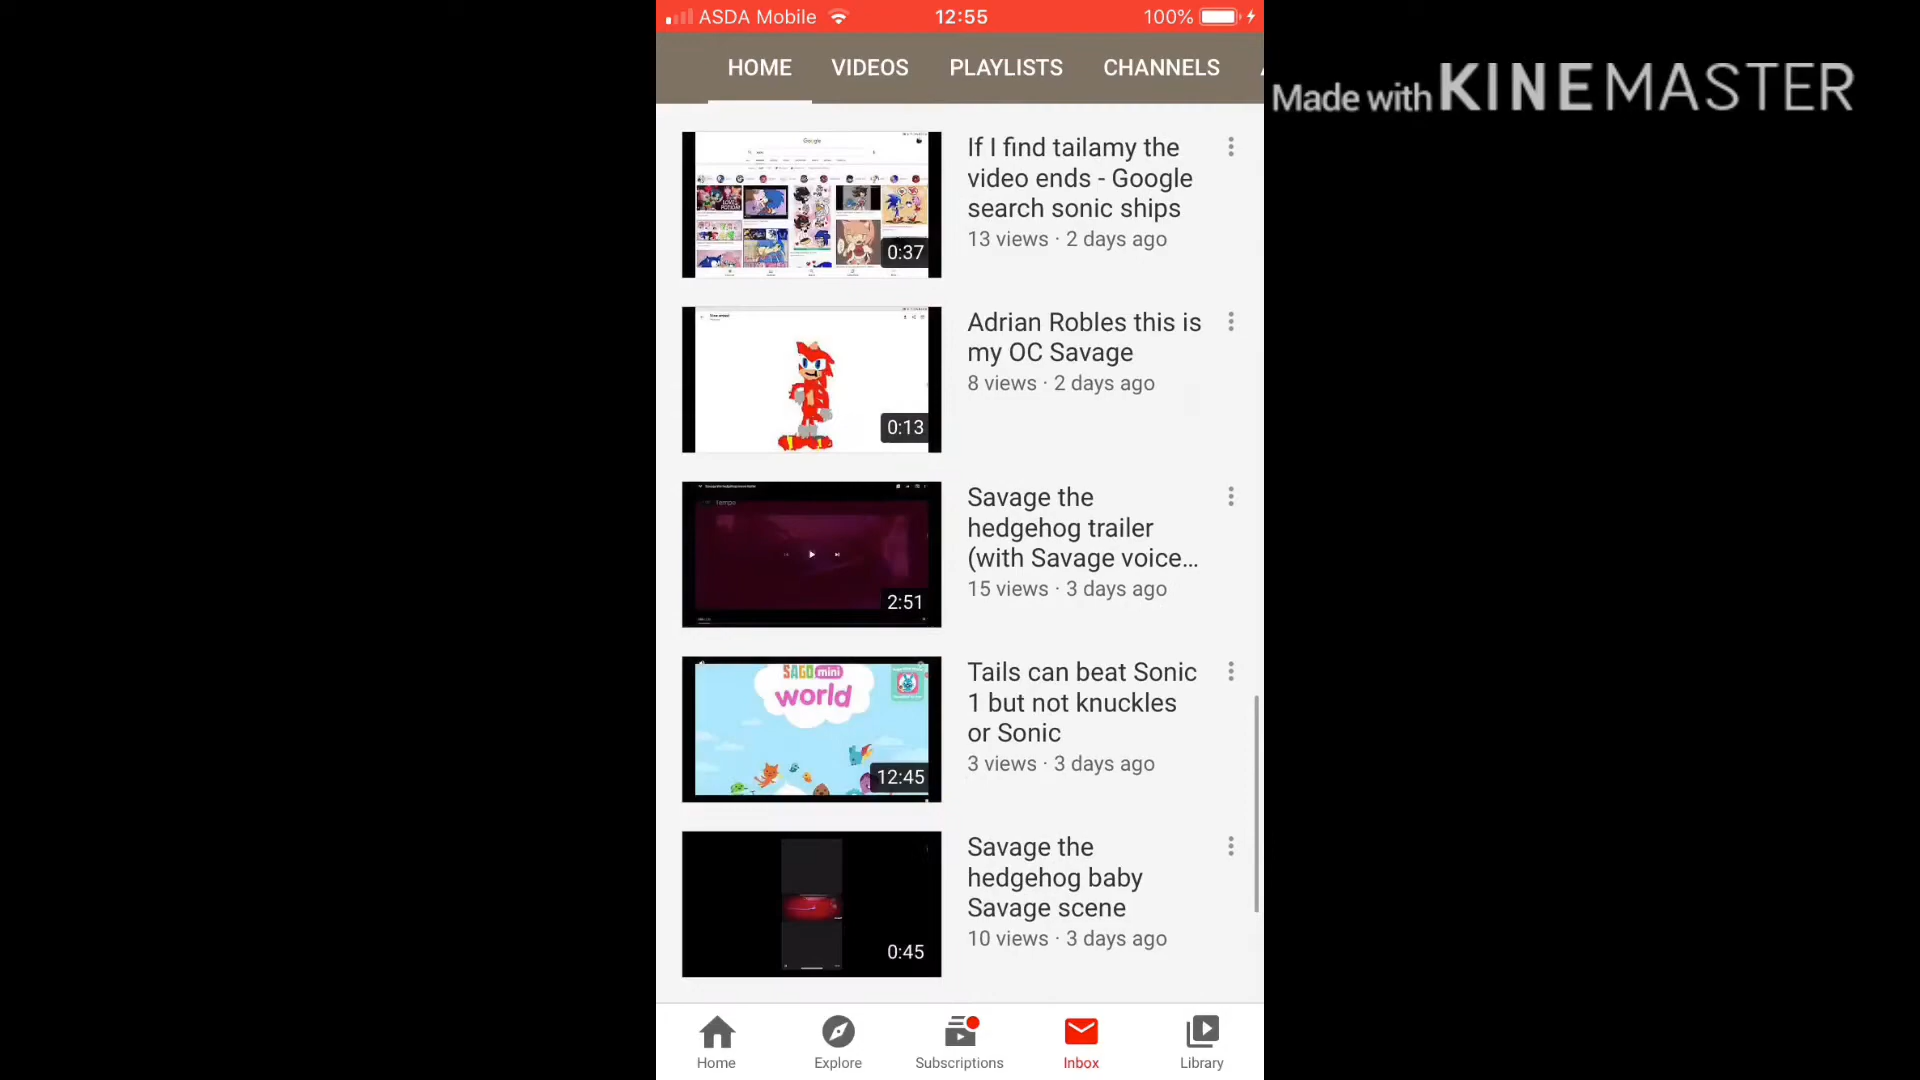 ASDA Mobile 12:55 100%
HOME VIDEOS PLAYLISTS CHANNELS
Made with KINEMASTER
Google
0:37
If I find tailamy the
video ends - Google
search sonic ships
13 views · 2 days ago
0:13
Adrian Robles this is
my OC Savage
8 views · 2 days ago
Tempo
2:51
Savage the
hedgehog trailer
(with Savage voice...
15 views · 3 days ago
SAGO mini
world
12:45
Tails can beat Sonic
1 but not knuckles
or Sonic
3 views · 3 days ago
0:45
Savage the
hedgehog baby
Savage scene
10 views · 3 days ago
Home Explore Subscriptions Inbox Library